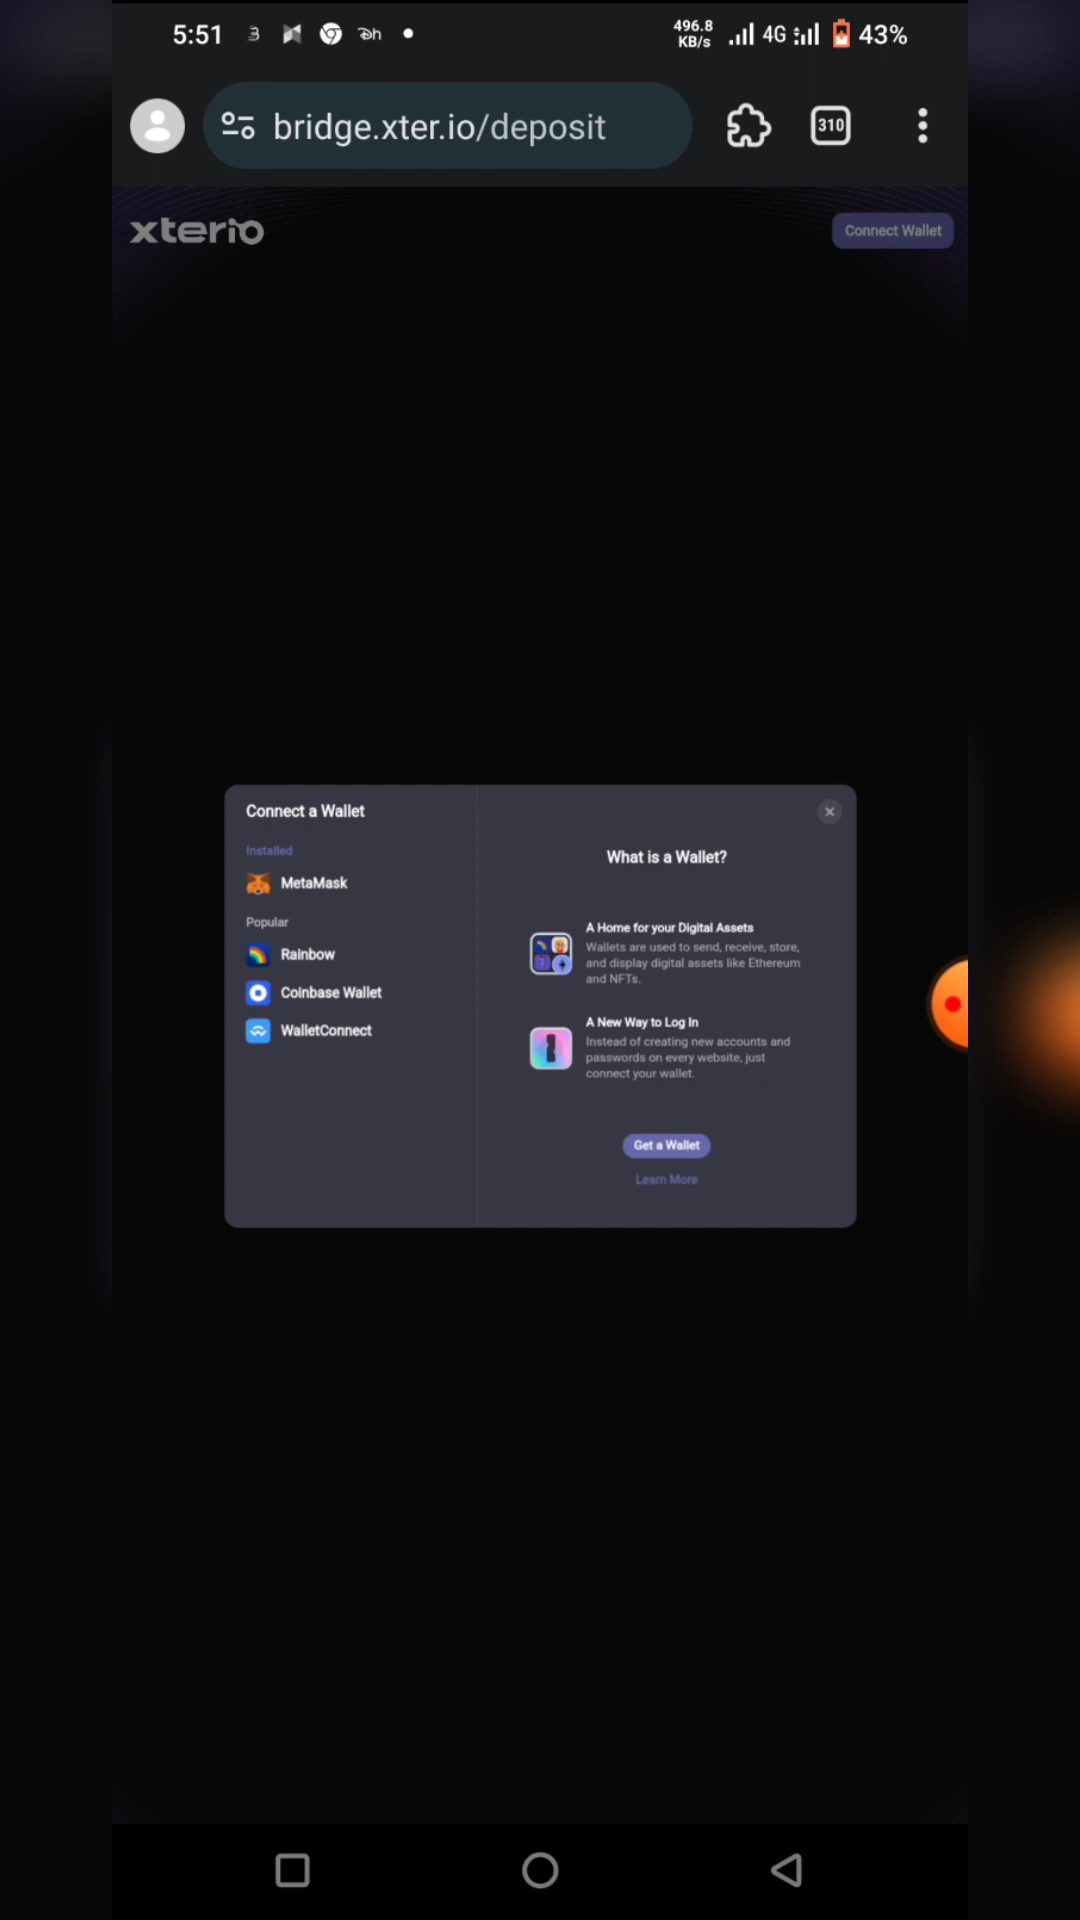 5:51
496.8
KB/s
4G
43%
bridge.xter.io/deposit
310
xterio
Connect Wallet
Connect a Wallet
Installed
MetaMask
Popular
Rainbow
Coinbase Wallet
WalletConnect
What is a Wallet?
A Home for your Digital Assets
Wallets are used to send, receive, store,
and display digital assets like Ethereum
and NFTs.
A New Way to Log In
Instead of creating new accounts and
passwords on every website, just
connect your wallet.
Get a Wallet
Learn More